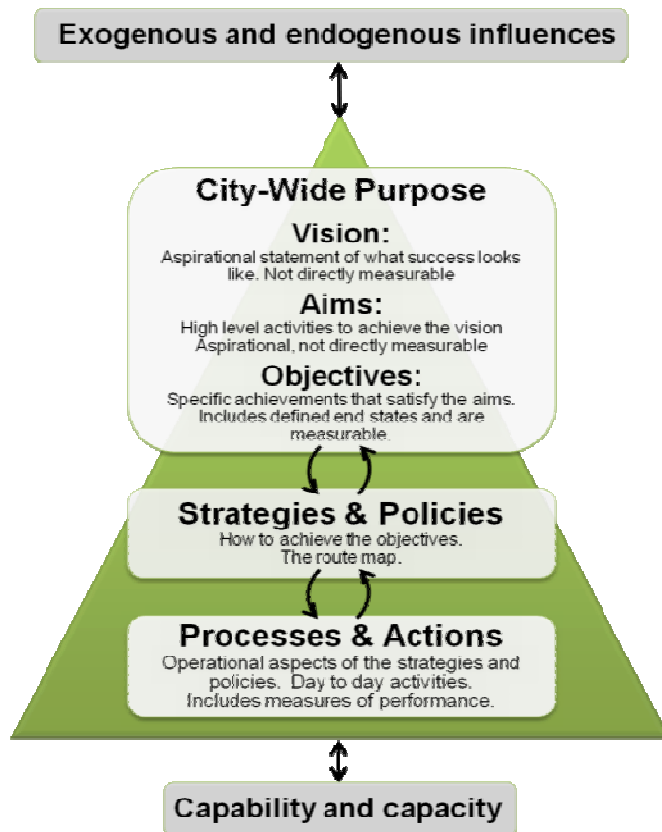 Exogenous and endogenous influences
City-Wide Purpose
Vision:
Aspirational statement of what success looks
like. Not directly measurable
Aims:
High level activities to achieve the vision
Aspirational, not directly measurable
Objectives:
Specific achievements that satisfy the aims.
Includes defined end states and are
measurable.
Strategies & Policies
How to achieve the objectives.
The route map.
Processes & Actions
Operational aspects of the strategies and
policies. Day to day activities.
Includes measures of performance.
Capability and capacity